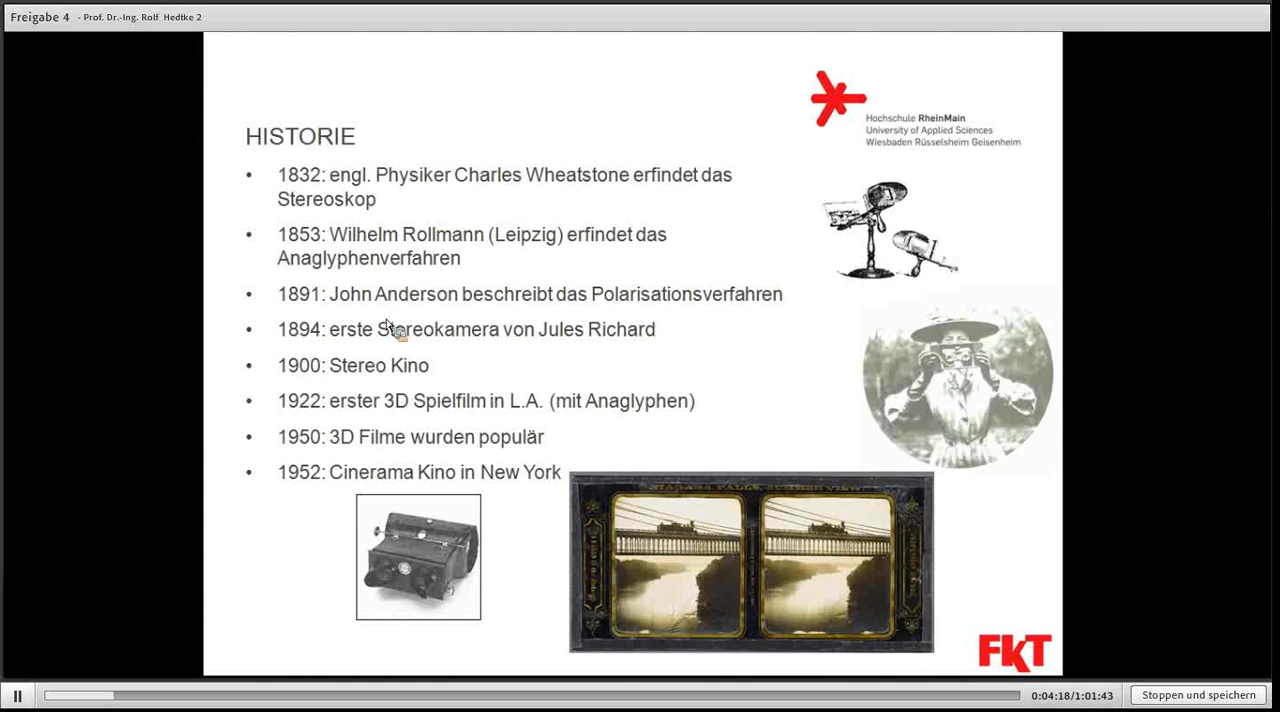 Freigabe 4 - Prof. Dr.-Ing. Rolf Hedtke 2
Hochschule RheinMain
University of Applied Sciences
Wiesbaden Rüsselsheim Geisenheim
HISTORIE
• 1832: engl. Physiker Charles Wheatstone erfindet das
Stereoskop
• 1853: Wilhelm Rollmann (Leipzig) erfindet das
Anaglyphenverfahren
• 1891: John Anderson beschreibt das Polarisationsverfahren
• 1894: erste Stereokamera von Jules Richard
• 1900: Stereo Kino
• 1922: erster 3D Spielfilm in L.A. (mit Anaglyphen)
• 1950: 3D Filme wurden populär
• 1952: Cinerama Kino in New York
NIAGARA FALLS, SUMMER VIEW
FKT
0:04:18/1:01:43
Stoppen und speichern